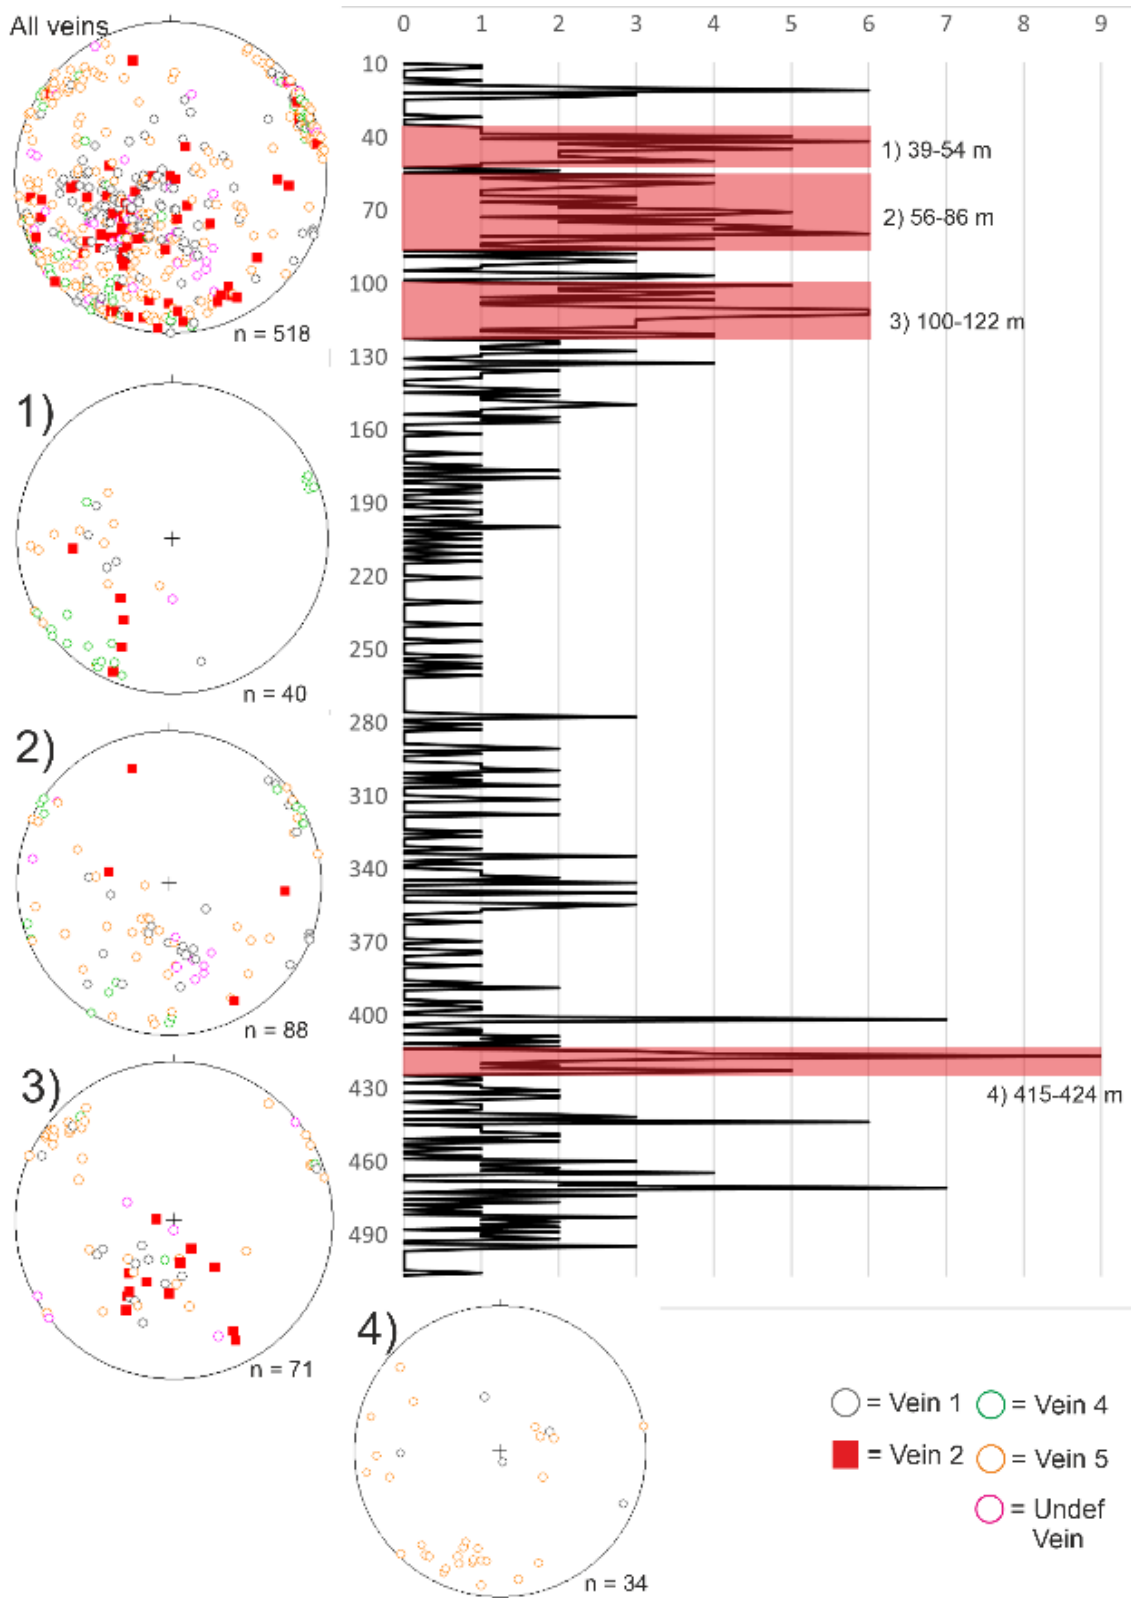 All veins
n = 518
1)
n = 40
2)
n = 88
3)
n = 71
0 1 2 3 4 5 6 7 8 9
10
40
70
100
130
160
190
220
250
280
310
340
370
400
430
460
490
1) 39-54 m
2) 56-86 m
3) 100-122 m
4) 415-424 m
4)
n = 34
= Vein 1
= Vein 4
= Vein 2
= Vein 5
= Undef
Vein